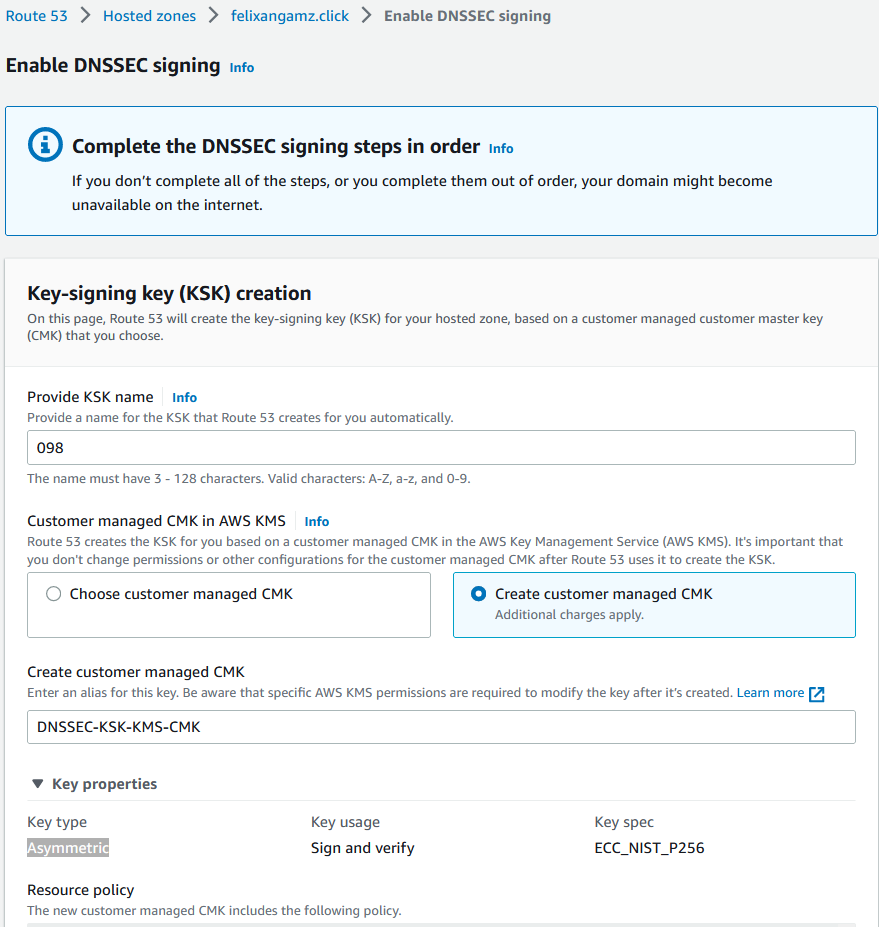 Route 53 > Hosted zones > felixangamz.click > Enable DNSSEC signing
Enable DNSSEC signing Info
Complete the DNSSEC signing steps in order Info
If you don’t complete all of the steps, or you complete them out of order, your domain might become
unavailable on the internet.
Key-signing key (KSK) creation
On this page, Route 53 will create the key-signing key (KSK) for your hosted zone, based on a customer managed customer master key
(CMK) that you choose.
Provide KSK name Info
Provide a name for the KSK that Route 53 creates for you automatically.
098
The name must have 3 - 128 characters. Valid characters: A-Z, a-z, and 0-9.
Customer managed CMK in AWS KMS Info
Route 53 creates the KSK for you based on a customer managed CMK in the AWS Key Management Service (AWS KMS). It's important that
you don't change permissions or other configurations for the customer managed CMK after Route 53 uses it to create the KSK.
Choose customer managed CMK
Create customer managed CMK
Additional charges apply.
Create customer managed CMK
Enter an alias for this key. Be aware that specific AWS KMS permissions are required to modify the key after it’s created. Learn more
DNSSEC-KSK-KMS-CMK
Key properties
Key type Key usage Key spec
Asymmetric Sign and verify ECC_NIST_P256
Resource policy
The new customer managed CMK includes the following policy.